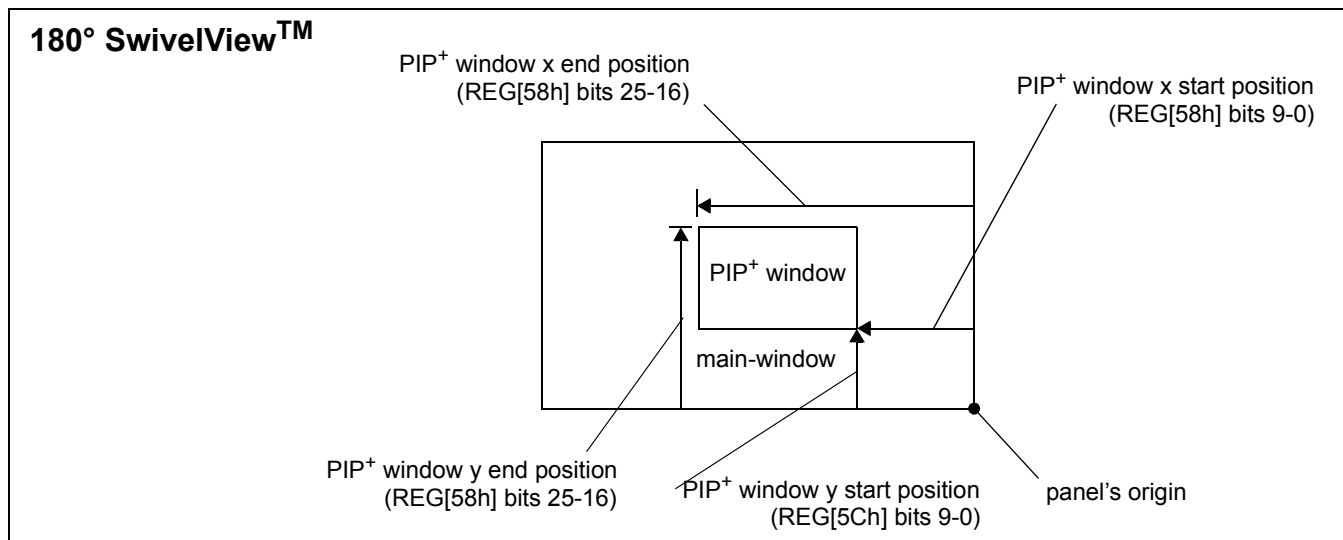 180° SwivelView™
PIP+ window x end position
(REG[58h] bits 25-16)
PIP+ window x start position
(REG[58h] bits 9-0)
PIP+ window
main-window
PIP+ window y end position
(REG[58h] bits 25-16)
PIP+ window y start position
(REG[5Ch] bits 9-0)
panel's origin